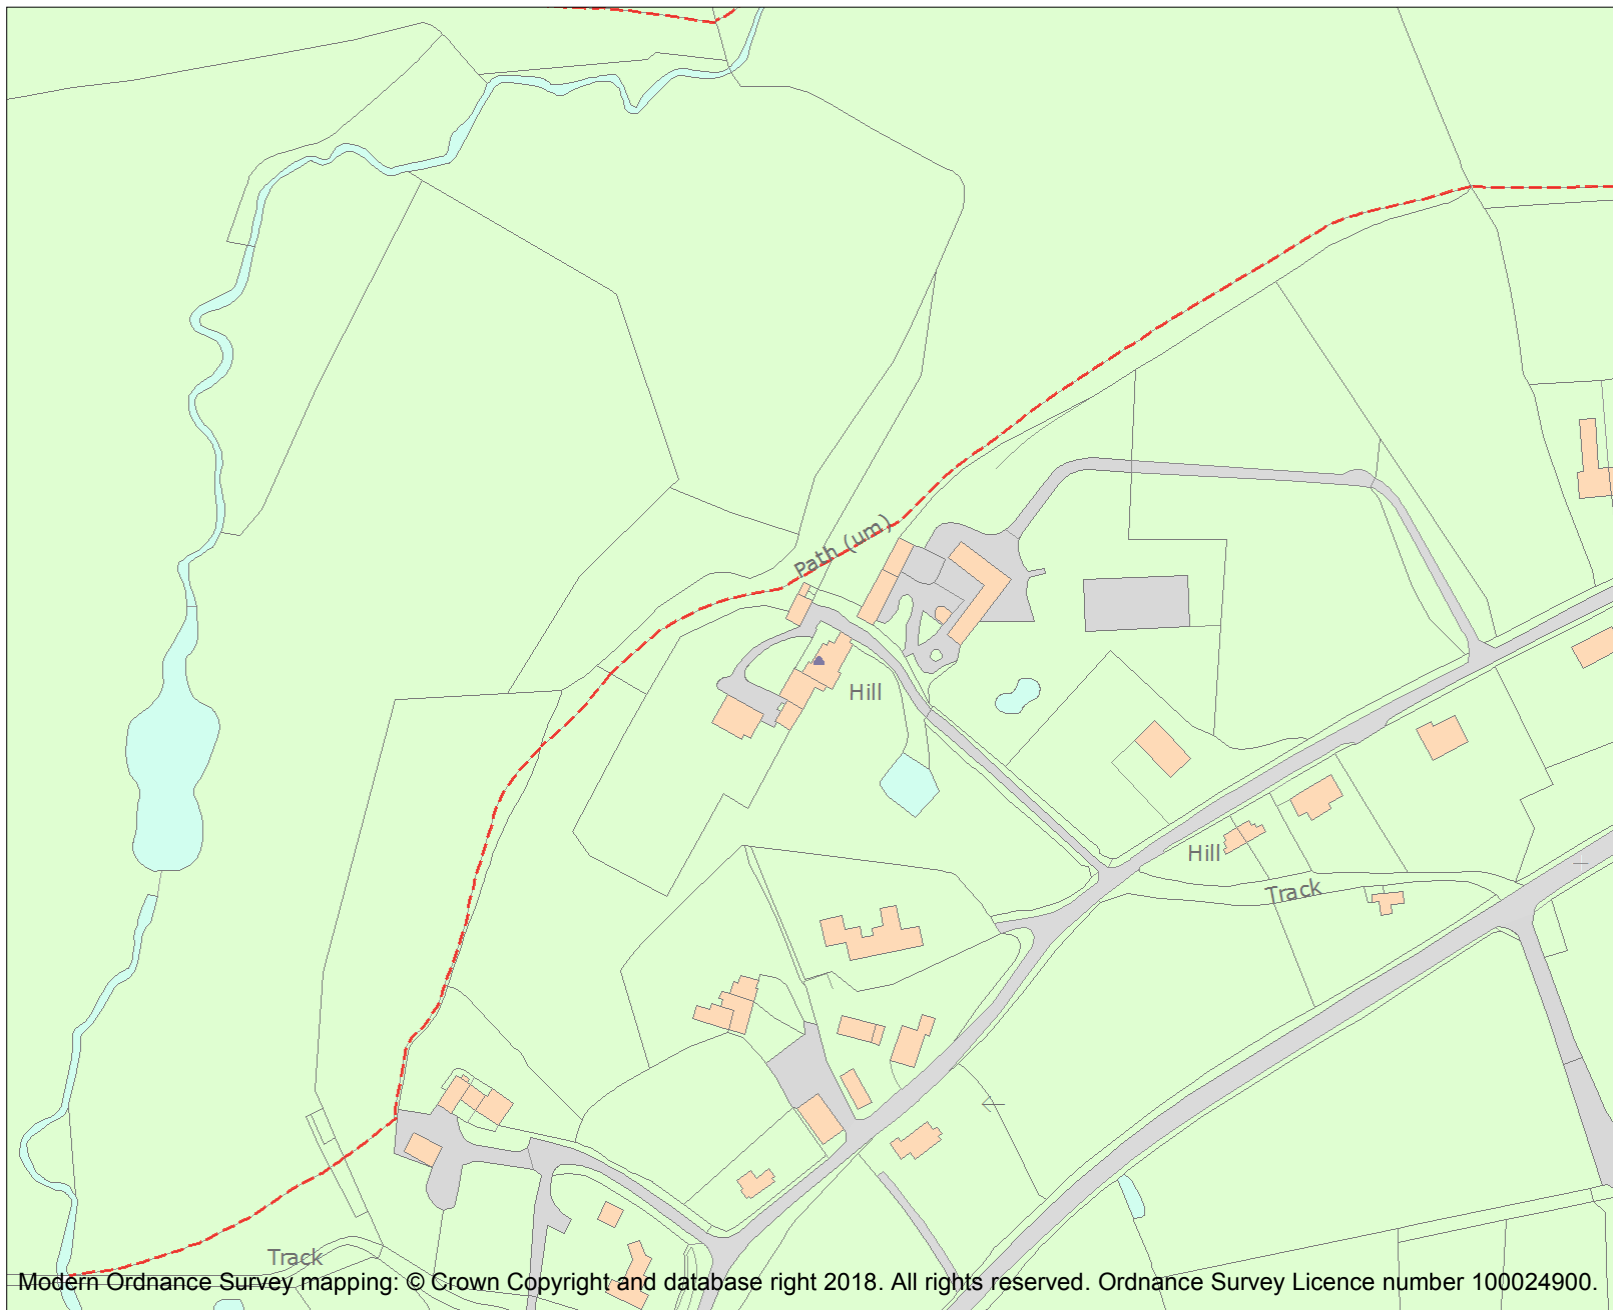 Path (um)
Hill
Hill
Track
Track
Modern Ordnance Survey mapping: © Crown Copyright and database right 2018. All rights reserved. Ordnance Survey Licence number 100024900.